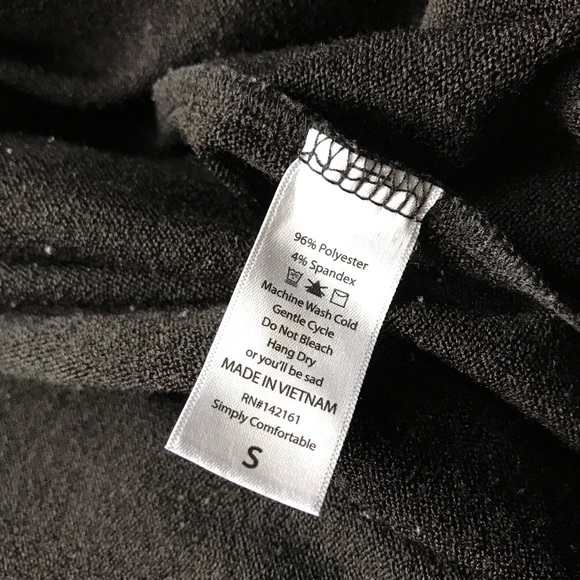 96% Polyester
4% Spandex
Machine Wash Cold
Gentle Cycle
Do Not Bleach
Hang Dry
or you'll be sad
MADE IN VIETNAM
RN#142161
Simply Comfortable
S